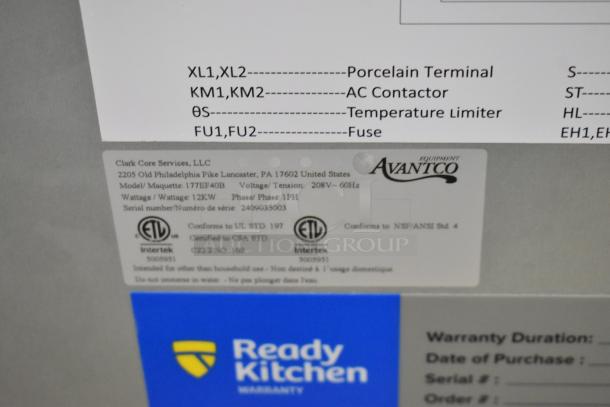 XL1,XL2-----------------Porcelain Terminal
KM1,KM2--------------AC Contactor
θS-----------------------Temperature Limiter
FU1,FU2---------------Fuse
S-----
ST----
HL---
EH1,EH
Clark Core Services, LLC
2205 Old Philadelphia Pike Lancaster, PA 17602 United States
Model/ Maquette: 177EF40B Voltage/ Tension: 208V~ 60Hz
Wattage / Wattage: 12KW Phase/ Phase: 1PH
Serial number/Numéro de série: 2409035003
EQUIPMENT
AVANTCO
ETL Conforms to UL STD. 197
Certified to CSA STD.
C22.2 NO. 109
Intertek
5005951
ETL Conforms to NSF/ANSI Std. 4
Intertek
5005951
GROUP
Intended for other than household use - Non destiné à l'usage domestique
Do not immerse in water. - Ne pas plonger dans l'eau.
Ready
Kitchen
WARRANTY
Warranty Duration:
Date of Purchase :
Serial # :
Order # :